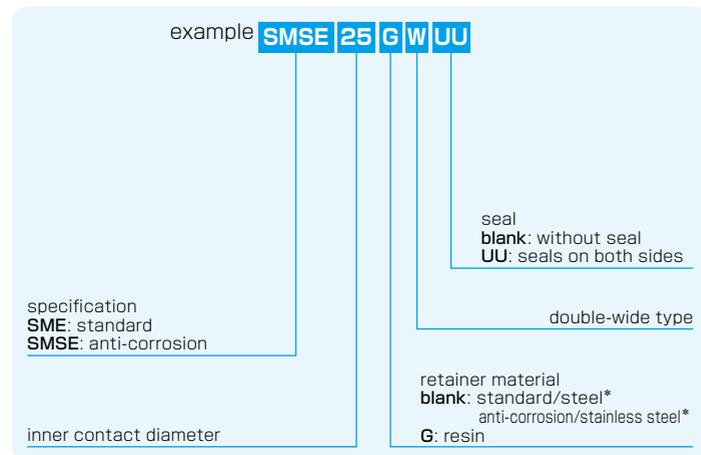 example SMSE 25 G W UU
seal
blank: without seal
UU: seals on both sides
specification
SME: standard
SMSE: anti-corrosion
double-wide type
retainer material
blank: standard/steel*
anti-corrosion/stainless steel*
G: resin
inner contact diameter